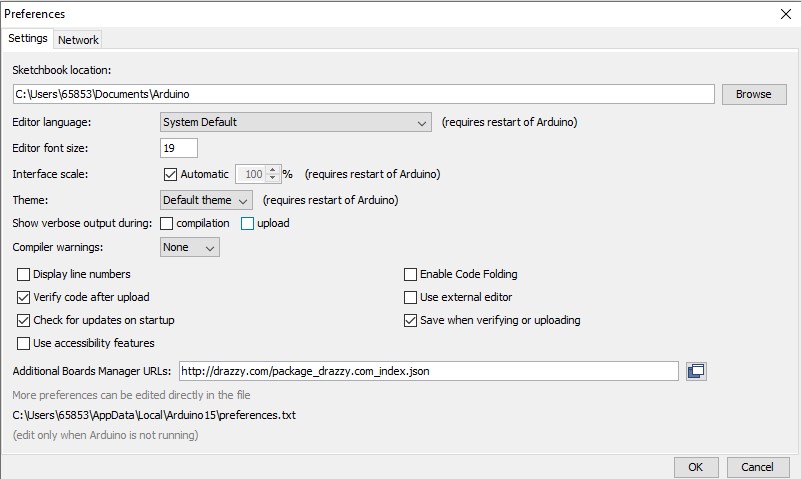 Preferences
Settings Network
Sketchbook location:
C:\Users\65853\Documents\Arduino Browse
Editor language: System Default (requires restart of Arduino)
Editor font size: 19
Interface scale: Automatic 100 % (requires restart of Arduino)
Theme: Default theme (requires restart of Arduino)
Show verbose output during: compilation upload
Compiler warnings: None
Display line numbers Enable Code Folding
Verify code after upload Use external editor
Check for updates on startup Save when verifying or uploading
Use accessibility features
Additional Boards Manager URLs: http://drazzy.com/package_drazzy.com_index.json
More preferences can be edited directly in the file
C:\Users\65853\AppData\Local\Arduino15\preferences.txt
(edit only when Arduino is not running)
OK Cancel